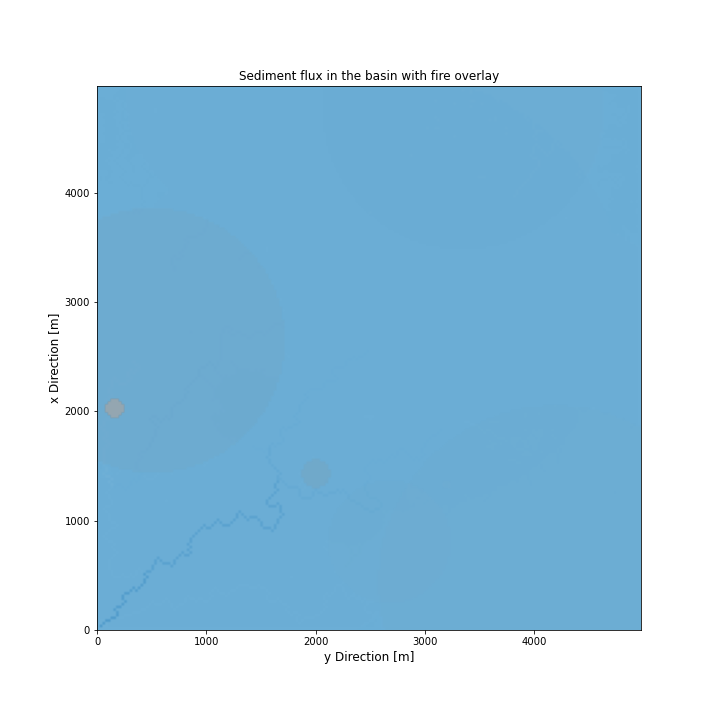 Sediment flux in the basin with fire overlay
4000
3000
2000
1000
0
x Direction [m]
0 1000 2000 3000 4000
y Direction [m]